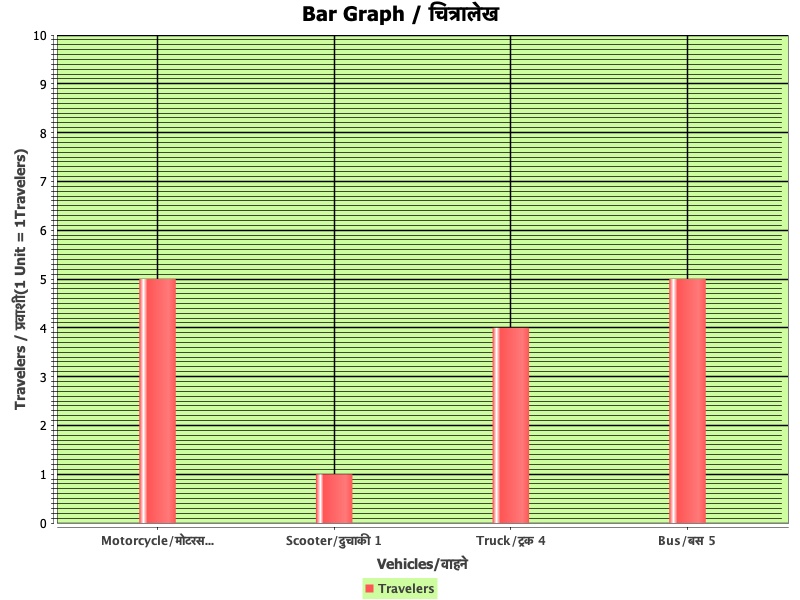 Bar Graph / चित्रालेख
Travelers / प्रवाशी(1 Unit = 1Travelers)
10
9
8
7
6
5
4
3
2
1
0
Motorcycle/मोटरस... Scooter/दुचाकी 1 Truck/ट्रक 4 Bus/बस 5
Vehicles/वाहने
Travelers